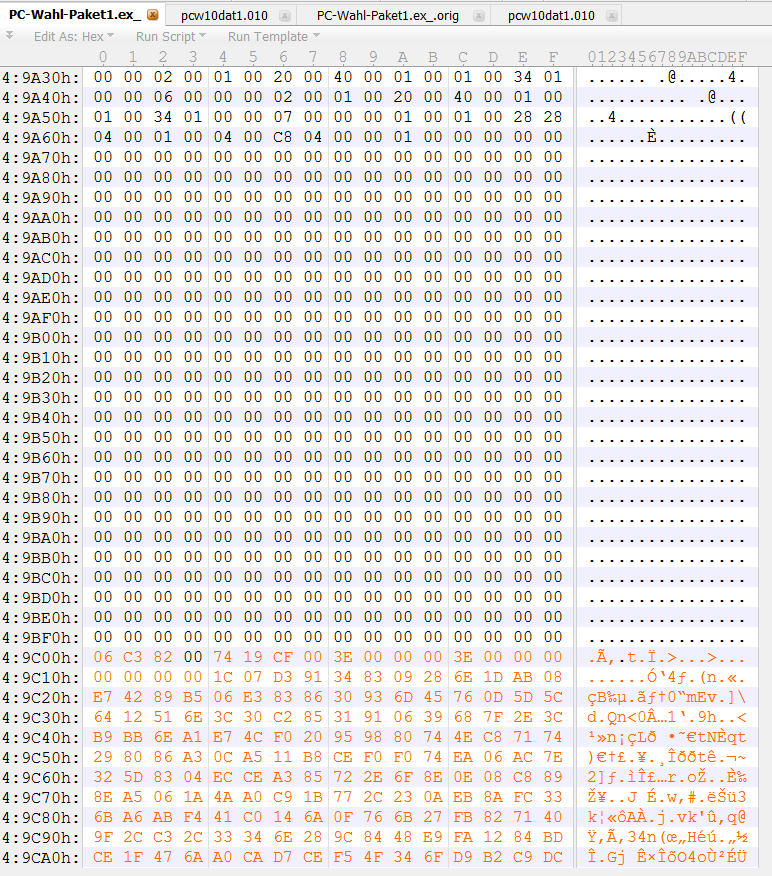 PC-Wahl-Paket1.ex_ pcw10dat1.010 PC-Wahl-Paket1.ex_.orig pcw10dat1.010
Edit As: Hex Run Script Run Template
0 1 2 3 4 5 6 7 8 9 A B C D E F 0123456789ABCDEF
4:9A30h: 00 00 02 00 01 00 20 00 40 00 01 00 01 00 34 01 ...... .@.....4.
4:9A40h: 00 00 06 00 00 00 02 00 01 00 20 00 40 00 01 00 .......... .@...
4:9A50h: 01 00 34 01 00 00 07 00 00 00 01 00 01 00 28 28 ..4...........((
4:9A60h: 04 00 01 00 04 00 C8 04 00 00 01 00 00 00 00 00 ......È.........
4:9A70h: 00 00 00 00 00 00 00 00 00 00 00 00 00 00 00 00 ................
4:9A80h: 00 00 00 00 00 00 00 00 00 00 00 00 00 00 00 00 ................
4:9A90h: 00 00 00 00 00 00 00 00 00 00 00 00 00 00 00 00 ................
4:9AA0h: 00 00 00 00 00 00 00 00 00 00 00 00 00 00 00 00 ................
4:9AB0h: 00 00 00 00 00 00 00 00 00 00 00 00 00 00 00 00 ................
4:9AC0h: 00 00 00 00 00 00 00 00 00 00 00 00 00 00 00 00 ................
4:9AD0h: 00 00 00 00 00 00 00 00 00 00 00 00 00 00 00 00 ................
4:9AE0h: 00 00 00 00 00 00 00 00 00 00 00 00 00 00 00 00 ................
4:9AF0h: 00 00 00 00 00 00 00 00 00 00 00 00 00 00 00 00 ................
4:9B00h: 00 00 00 00 00 00 00 00 00 00 00 00 00 00 00 00 ................
4:9B10h: 00 00 00 00 00 00 00 00 00 00 00 00 00 00 00 00 ................
4:9B20h: 00 00 00 00 00 00 00 00 00 00 00 00 00 00 00 00 ................
4:9B30h: 00 00 00 00 00 00 00 00 00 00 00 00 00 00 00 00 ................
4:9B40h: 00 00 00 00 00 00 00 00 00 00 00 00 00 00 00 00 ................
4:9B50h: 00 00 00 00 00 00 00 00 00 00 00 00 00 00 00 00 ................
4:9B60h: 00 00 00 00 00 00 00 00 00 00 00 00 00 00 00 00 ................
4:9B70h: 00 00 00 00 00 00 00 00 00 00 00 00 00 00 00 00 ................
4:9B80h: 00 00 00 00 00 00 00 00 00 00 00 00 00 00 00 00 ................
4:9B90h: 00 00 00 00 00 00 00 00 00 00 00 00 00 00 00 00 ................
4:9BA0h: 00 00 00 00 00 00 00 00 00 00 00 00 00 00 00 00 ................
4:9BB0h: 00 00 00 00 00 00 00 00 00 00 00 00 00 00 00 00 ................
4:9BC0h: 00 00 00 00 00 00 00 00 00 00 00 00 00 00 00 00 ................
4:9BD0h: 00 00 00 00 00 00 00 00 00 00 00 00 00 00 00 00 ................
4:9BE0h: 00 00 00 00 00 00 00 00 00 00 00 00 00 00 00 00 ................
4:9BF0h: 00 00 00 00 00 00 00 00 00 00 00 00 00 00 00 00 ................
4:9C00h: 06 C3 82 00 74 19 CF 00 3E 00 00 00 3E 00 00 00 .Ã‚.t.Ï.>...>...
4:9C10h: 00 00 00 00 1C 07 D3 91 34 83 09 28 6E 1D AB 08 ......Ó‘4ƒ.(n.«.
4:9C20h: E7 42 89 B5 06 E3 83 86 30 93 6D 45 76 0D 5D 5C çB‰µ.ãƒ†0“mEv.]\
4:9C30h: 64 12 51 6E 3C 30 C2 85 31 91 06 39 68 7F 2E 3C d.Qn<0Â…1‘.9h..<
4:9C40h: B9 BB 6E A1 E7 4C F0 20 95 98 80 74 4E C8 71 74 ¹»n¡çLð •˜€tNÈqt
4:9C50h: 29 80 86 A3 0C A5 11 B8 CE F0 F0 74 EA 06 AC 7E )€†£.¥.¸Îððtê.¬~
4:9C60h: 32 5D 83 04 EC CE A3 85 72 2E 6F 8E 0E 08 C8 89 2]ƒ.ìÎ£…r.oŽ..È‰
4:9C70h: 8E A5 06 1A 4A A0 C9 1B 77 2C 23 0A EB 8A FC 33 Ž¥..J É.w,#.ëŠü3
4:9C80h: 6B A6 AB F4 41 C0 14 6A 0F 76 6B 27 FB 82 71 40 k¦«ôAÀ.j.vk'û‚q@
4:9C90h: 9F 2C C3 2C 33 34 6E 28 9C 84 48 E9 FA 12 84 BD Ÿ,Ã,34n(œ„Héú.„½
4:9CA0h: CE 1F 47 6A A0 CA D7 CE F5 4F 34 6F D9 B2 C9 DC Î.Gj Ê×ÎõO4oÙ²ÉÜ